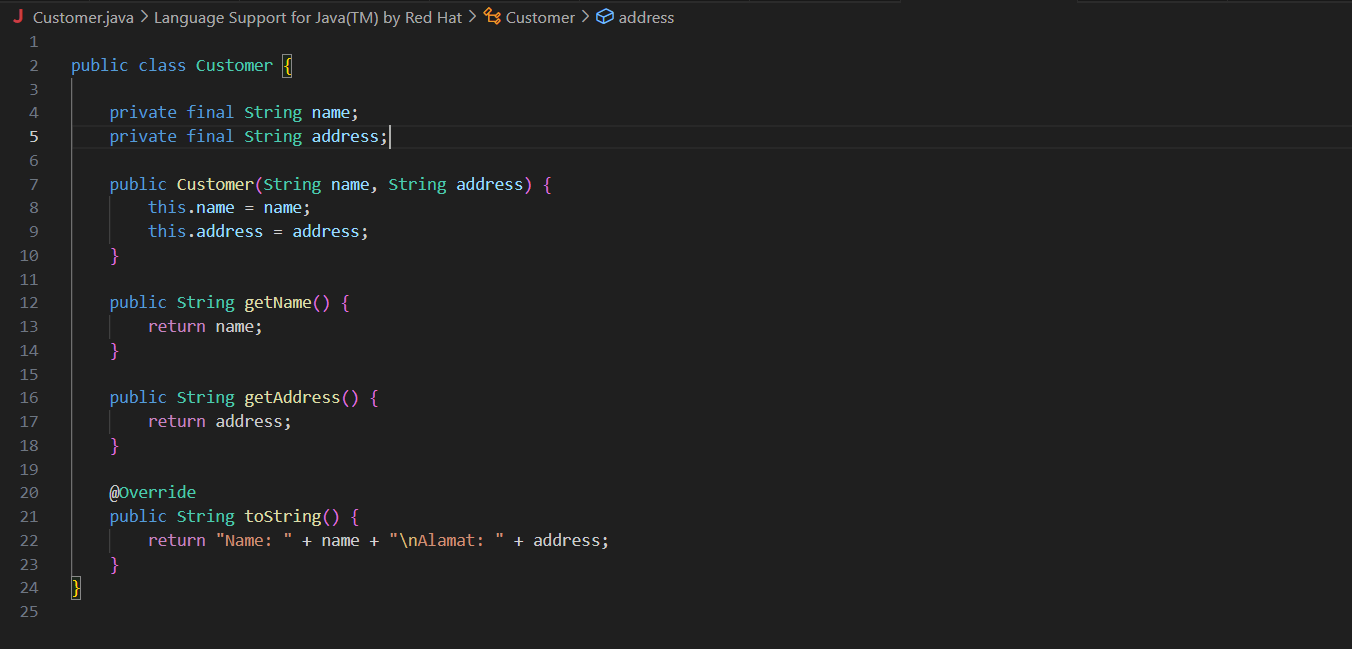 J Customer.java > Language Support for Java(TM) by Red Hat > Customer > address
1
2 public class Customer {
3
4 private final String name;
5 private final String address;
6
7 public Customer(String name, String address) {
8 this.name = name;
9 this.address = address;
10 }
11
12 public String getName() {
13 return name;
14 }
15
16 public String getAddress() {
17 return address;
18 }
19
20 @Override
21 public String toString() {
22 return "Name: " + name + "\nAlamat: " + address;
23 }
24 }
25